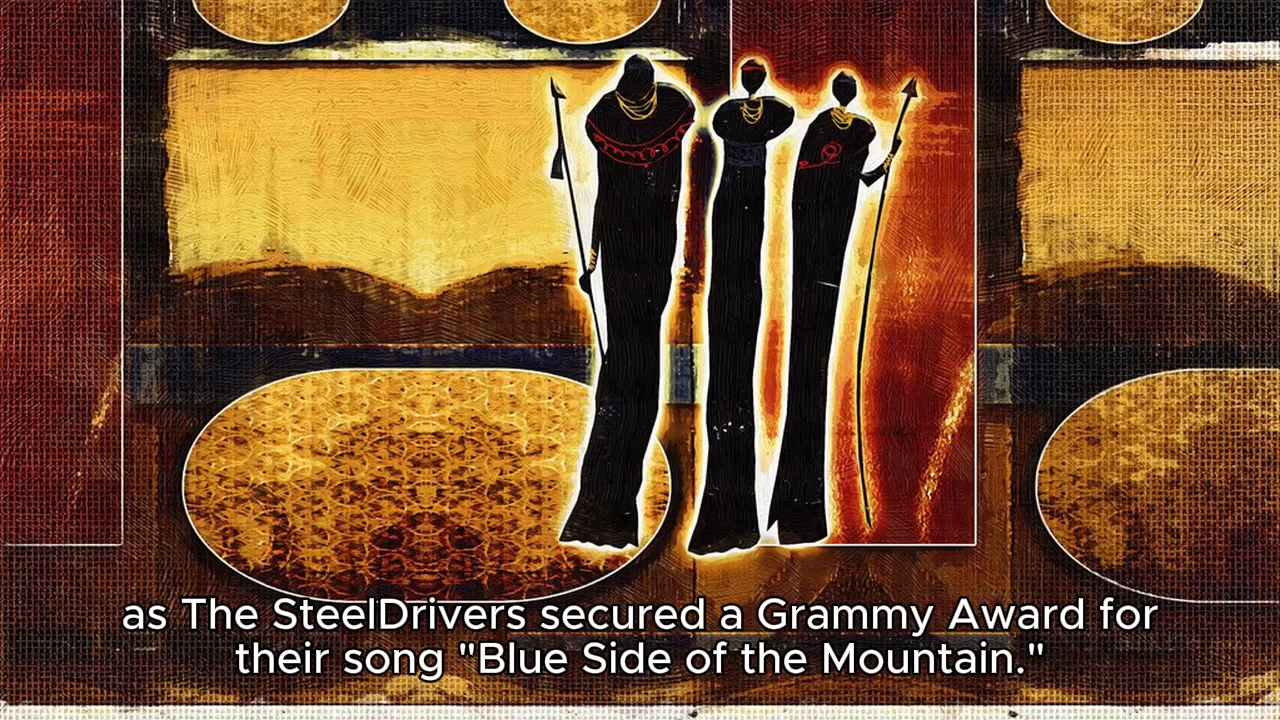 as The SteelDrivers secured a Grammy Award for
their song "Blue Side of the Mountain."